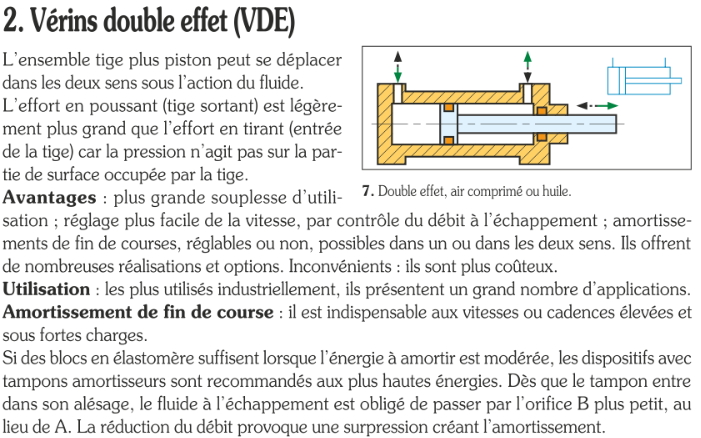 2. Vérins double effet (VDE)
L'ensemble tige plus piston peut se déplacer
dans les deux sens sous l'action du fluide.
L'effort en poussant (tige sortant) est légère-
ment plus grand que l'effort en tirant (entrée
de la tige) car la pression n'agit pas sur la par-
tie de surface occupée par la tige.
7. Double effet, air comprimé ou huile.
Avantages : plus grande souplesse d'utili-
sation ; réglage plus facile de la vitesse, par contrôle du débit à l'échappement ; amortisse-
ments de fin de courses, réglables ou non, possibles dans un ou dans les deux sens. Ils offrent
de nombreuses réalisations et options. Inconvénients : ils sont plus coûteux.
Utilisation : les plus utilisés industriellement, ils présentent un grand nombre d'applications.
Amortissement de fin de course : il est indispensable aux vitesses ou cadences élevées et
sous fortes charges.
Si des blocs en élastomère suffisent lorsque l'énergie à amortir est modérée, les dispositifs avec
tampons amortisseurs sont recommandés aux plus hautes énergies. Dès que le tampon entre
dans son alésage, le fluide à l'échappement est obligé de passer par l'orifice B plus petit, au
lieu de A. La réduction du débit provoque une surpression créant l'amortissement.